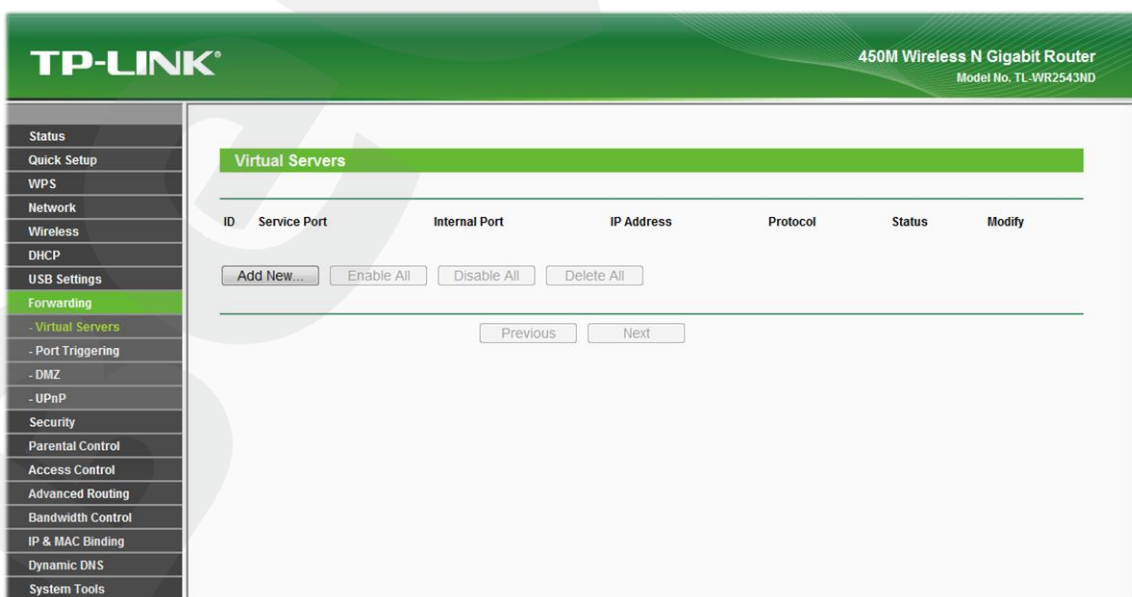 TP-LINK®
450M Wireless N Gigabit Router
Model No. TL-WR2543ND
Status
Quick Setup
WPS
Network
Wireless
DHCP
USB Settings
Forwarding
- Virtual Servers
- Port Triggering
- DMZ
- UPnP
Security
Parental Control
Access Control
Advanced Routing
Bandwidth Control
IP & MAC Binding
Dynamic DNS
System Tools
Virtual Servers
ID Service Port Internal Port IP Address Protocol Status Modify
Add New... Enable All Disable All Delete All
Previous Next